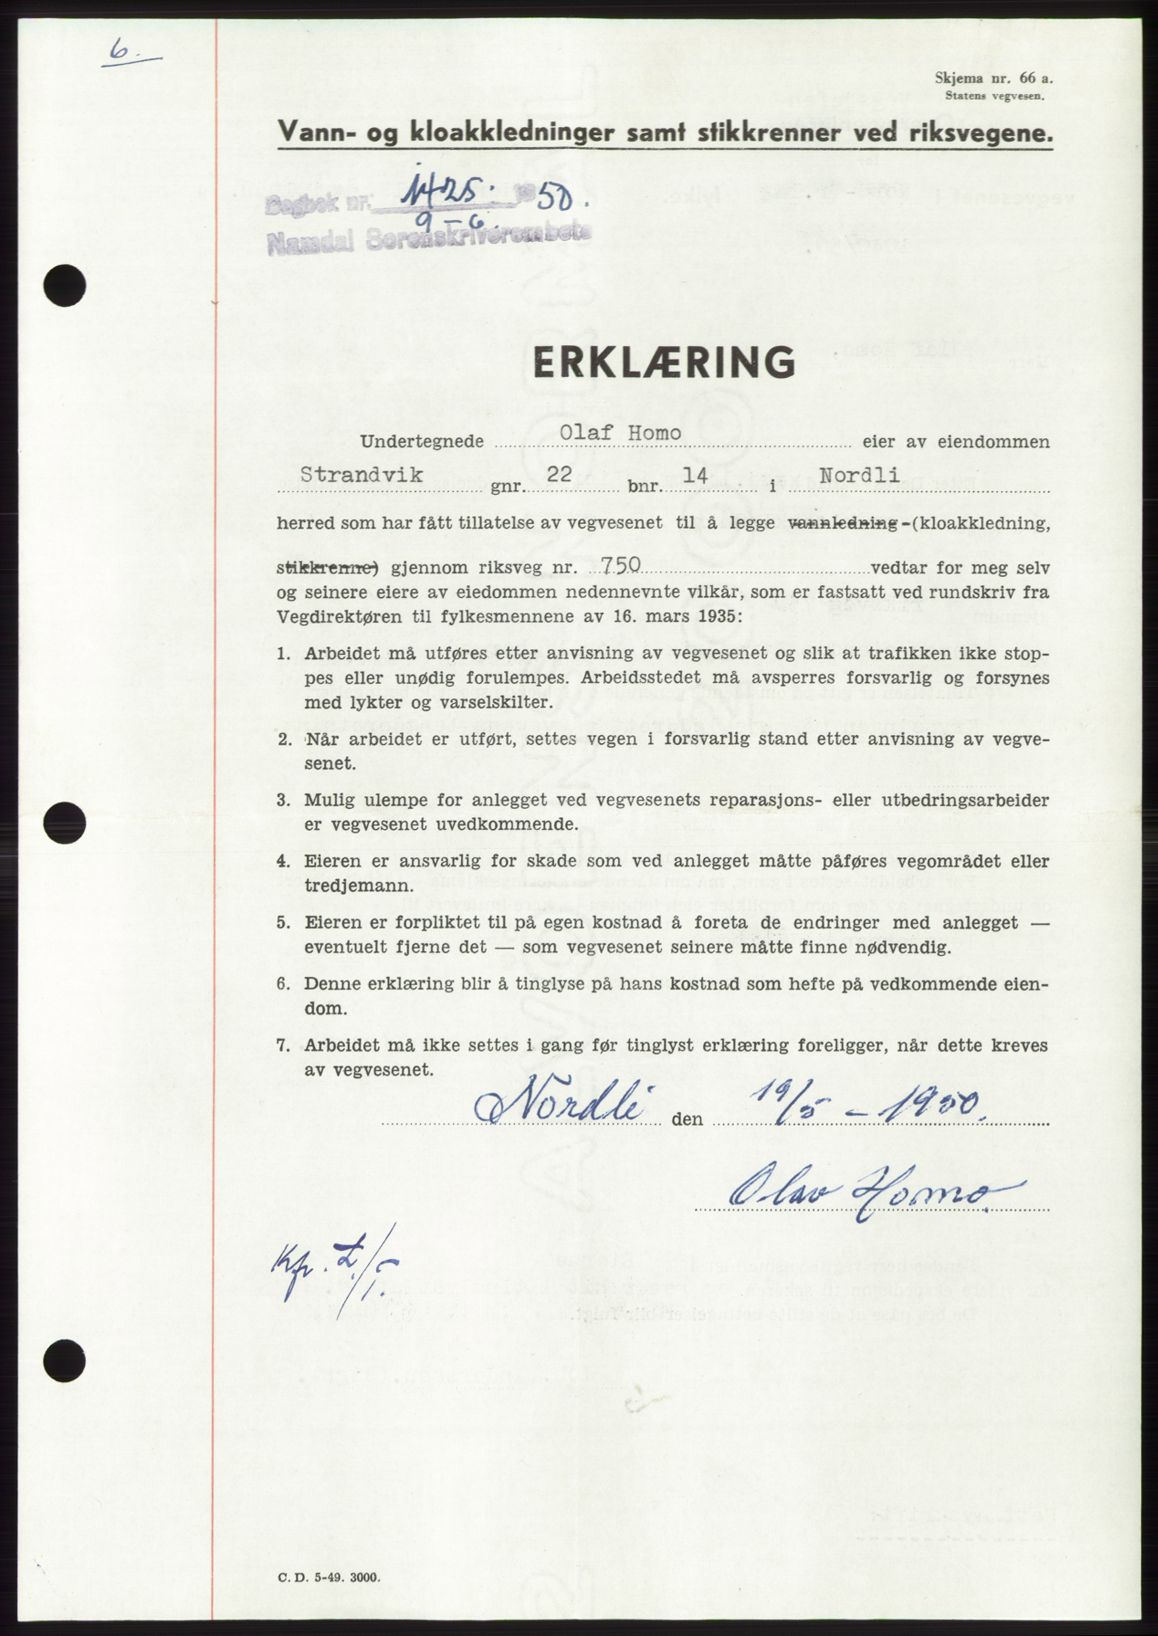 6.
Skjema nr. 66 a.
Statens vegvesen.
Vann- og kloakkledninger samt stikkrenner ved riksvegene.
Dagbok nr. 1425. 1950.
9-6.
Namdal Sorenskriverembete
ERKLÆRING
Undertegnede Olaf Homo eier av eiendommen
Strandvik gnr. 22 bnr. 14 i Nordli
herred som har fått tillatelse av vegvesenet til å legge vannledning-(kloakkledning,
stikkrenne) gjennom riksveg nr. 750 vedtar for meg selv
og seinere eiere av eiedommen nedennevnte vilkår, som er fastsatt ved rundskriv fra
Vegdirektøren til fylkesmennene av 16. mars 1935:
1. Arbeidet må utføres etter anvisning av vegvesenet og slik at trafikken ikke stop-
pes eller unødig forulempes. Arbeidsstedet må avsperres forsvarlig og forsynes
med lykter og varselskilter.
2. Når arbeidet er utført, settes vegen i forsvarlig stand etter anvisning av vegve-
senet.
3. Mulig ulempe for anlegget ved vegvesenets reparasjons- eller utbedringsarbeider
er vegvesenet uvedkommende.
4. Eieren er ansvarlig for skade som ved anlegget måtte påføres vegområdet eller
tredjemann.
5. Eieren er forpliktet til på egen kostnad å foreta de endringer med anlegget —
eventuelt fjerne det — som vegvesenet seinere måtte finne nødvendig.
6. Denne erklæring blir å tinglyse på hans kostnad som hefte på vedkommende eien-
dom.
7. Arbeidet må ikke settes i gang før tinglyst erklæring foreligger, når dette kreves
av vegvesenet.
Nordli den 19/5-1950.
Olav Homo
Kfr.
C. D. 5-49. 3000.